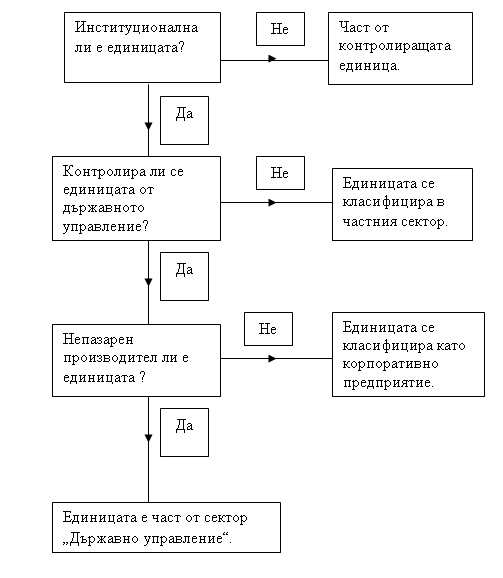 Институционална
ли е единицата?
Не
Част от
контролиращата
единица.
Да
Контролира ли се
единицата от
държавното
управление?
Не
Единицата се
класифицира в
частния сектор.
Да
Непазарен
производител ли е
единицата ?
Не
Единицата се
класифицира като
корпоративно
предприятие.
Да
Единицата е част от сектор
„Държавно управление“.